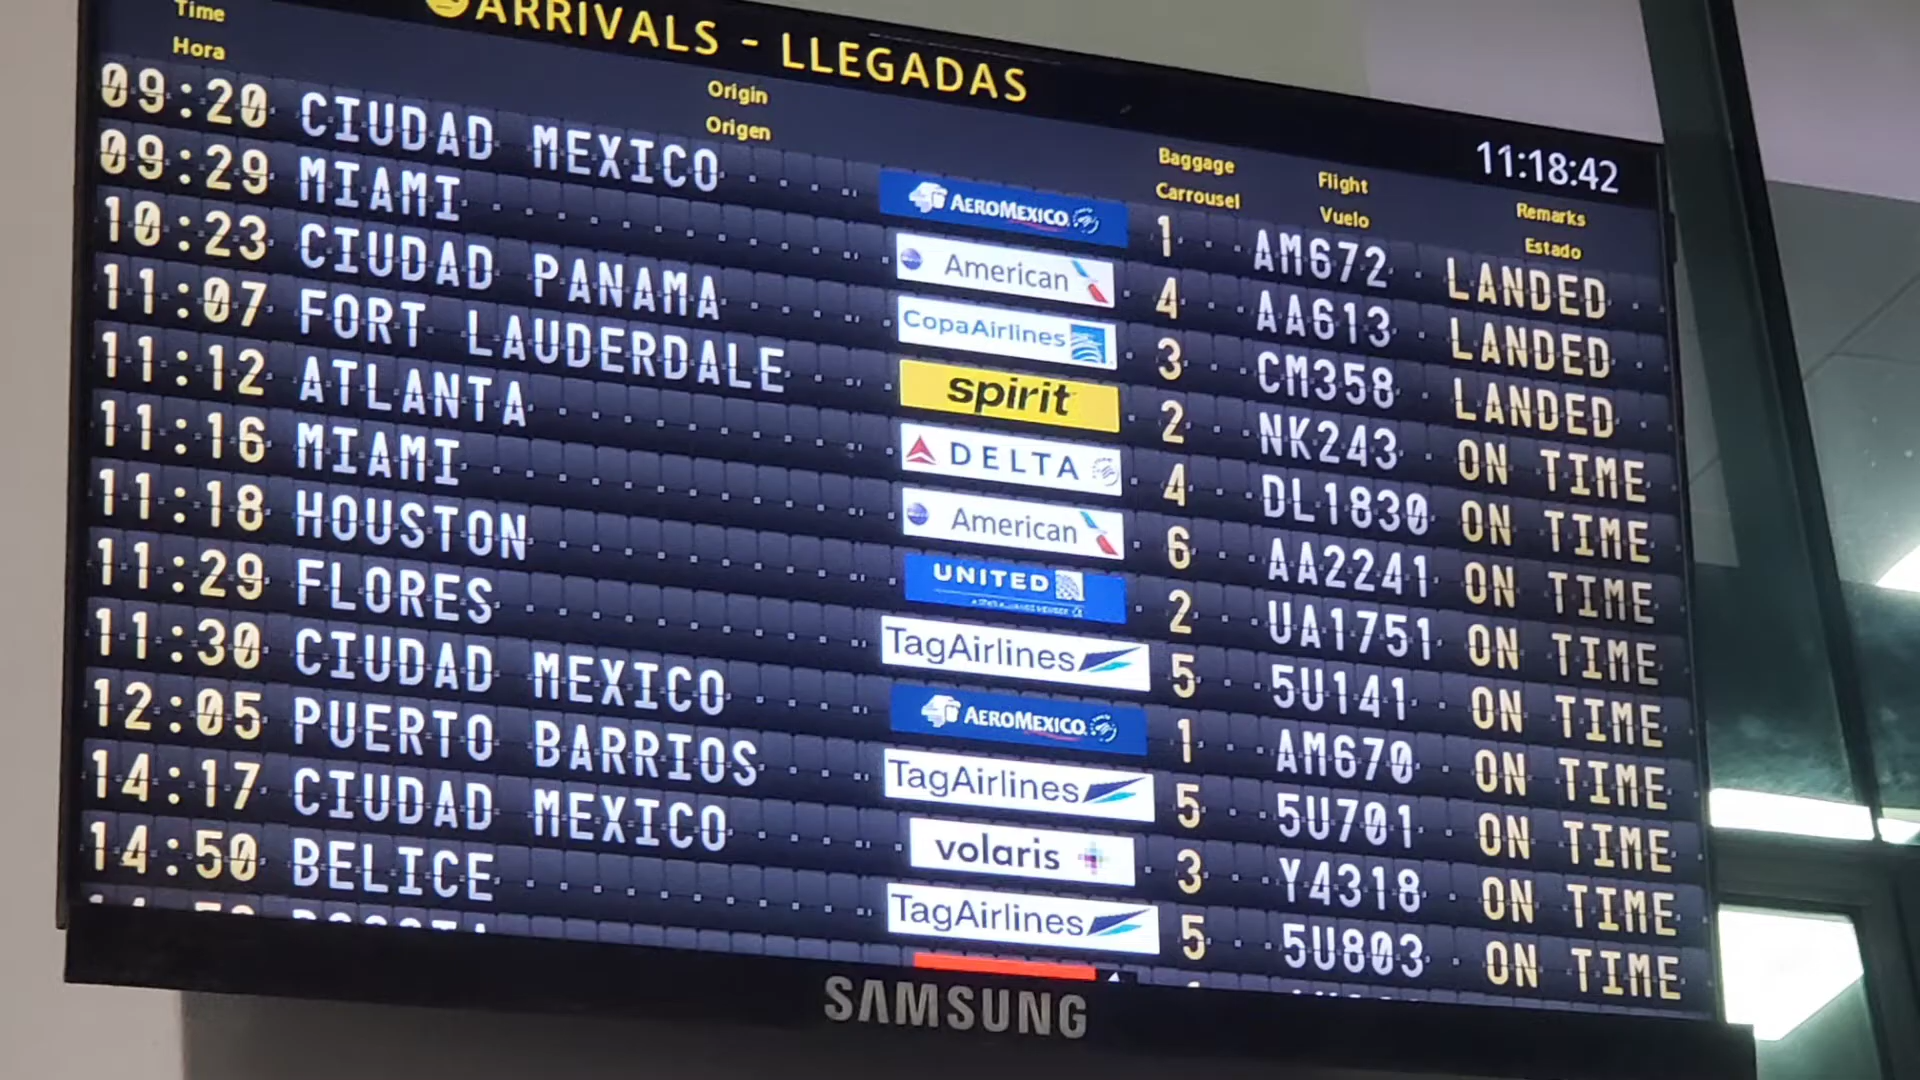 ARRIVALS - LLEGADAS
11:18:42
Time Origin Baggage Flight Remarks
Hora Origen Carrousel Vuelo Estado
09:20 CIUDAD MEXICO AEROMEXICO 1 AM672 LANDED
09:29 MIAMI American 4 AA613 LANDED
10:23 CIUDAD PANAMA CopaAirlines 3 CM358 LANDED
11:07 FORT LAUDERDALE spirit 2 NK243 ON TIME
11:12 ATLANTA DELTA 4 DL1830 ON TIME
11:16 MIAMI American 6 AA2241 ON TIME
11:18 HOUSTON UNITED 2 UA1751 ON TIME
11:29 FLORES TagAirlines 5 5U141 ON TIME
11:30 CIUDAD MEXICO AEROMEXICO 1 AM670 ON TIME
12:05 PUERTO BARRIOS TagAirlines 5 5U701 ON TIME
14:17 CIUDAD MEXICO volaris 3 Y4318 ON TIME
14:50 BELICE TagAirlines 5 5U803 ON TIME
SAMSUNG